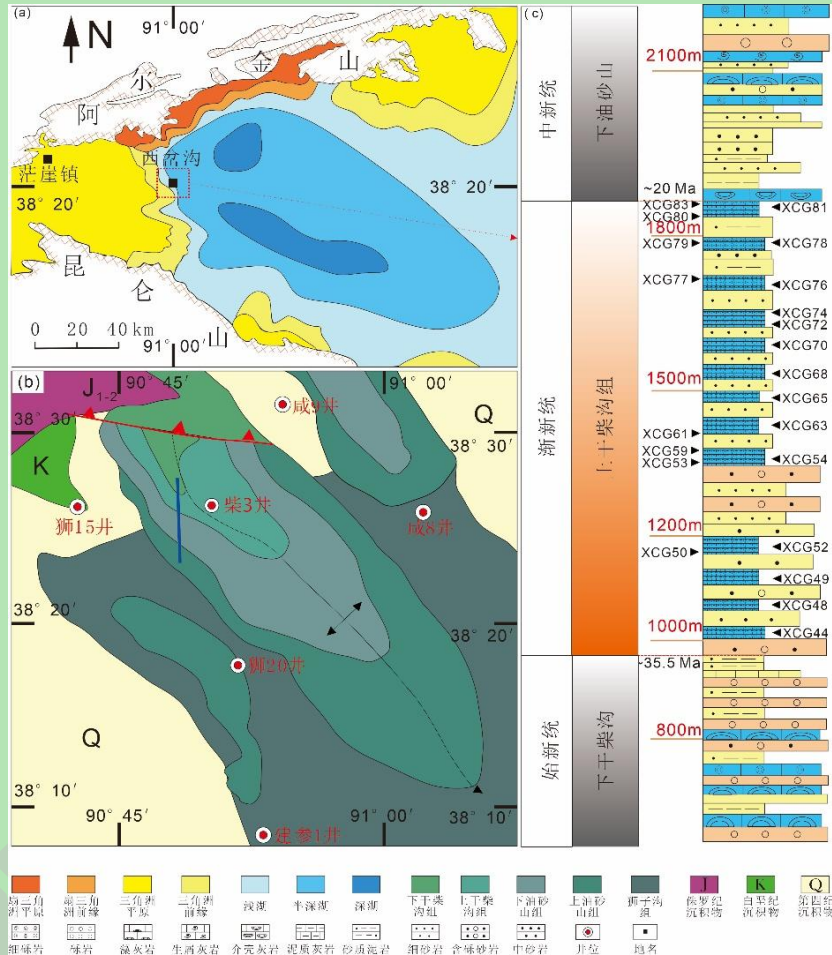 (a)
N
91° 00′
阿 尔 金 山
西岔沟
茫崖镇
38° 20′
38° 20′
昆 仑 山
0 20 40 km
91° 00′
(b)
J1-2
90° 45′
91° 00′
38° 30′
咸9井
Q
38° 30′
K
狮15井
柴3井
咸8井
38° 20′
38° 20′
狮20井
Q
38° 10′
90° 45′
91° 00′
38° 10′
建参1井
(c)
中新统
下油砂山
2100m
~20 Ma
XCG83
XCG81
XCG80
1800m
XCG79
XCG78
XCG77
XCG76
XCG74
XCG72
XCG70
渐新统
上干柴沟组
XCG68
1500m
XCG65
XCG63
XCG61
XCG59
XCG54
XCG53
1200m
XCG52
XCG50
XCG49
XCG48
1000m
XCG44
~35.5 Ma
始新统
下干柴沟
800m
J
K
Q
扇三角洲平原
扇三角洲前缘
三角洲平原
三角洲前缘
浅湖
半深湖
深湖
下干柴沟组
上干柴沟组
下油砂山组
上油砂山组
狮子沟组
侏罗纪沉积物
白垩纪沉积物
第四纪沉积物
细砾岩
砾岩
藻灰岩
生屑灰岩
介壳灰岩
泥质灰岩
砂质泥岩
细砂岩
含砾砂岩
中砂岩
井位
地名